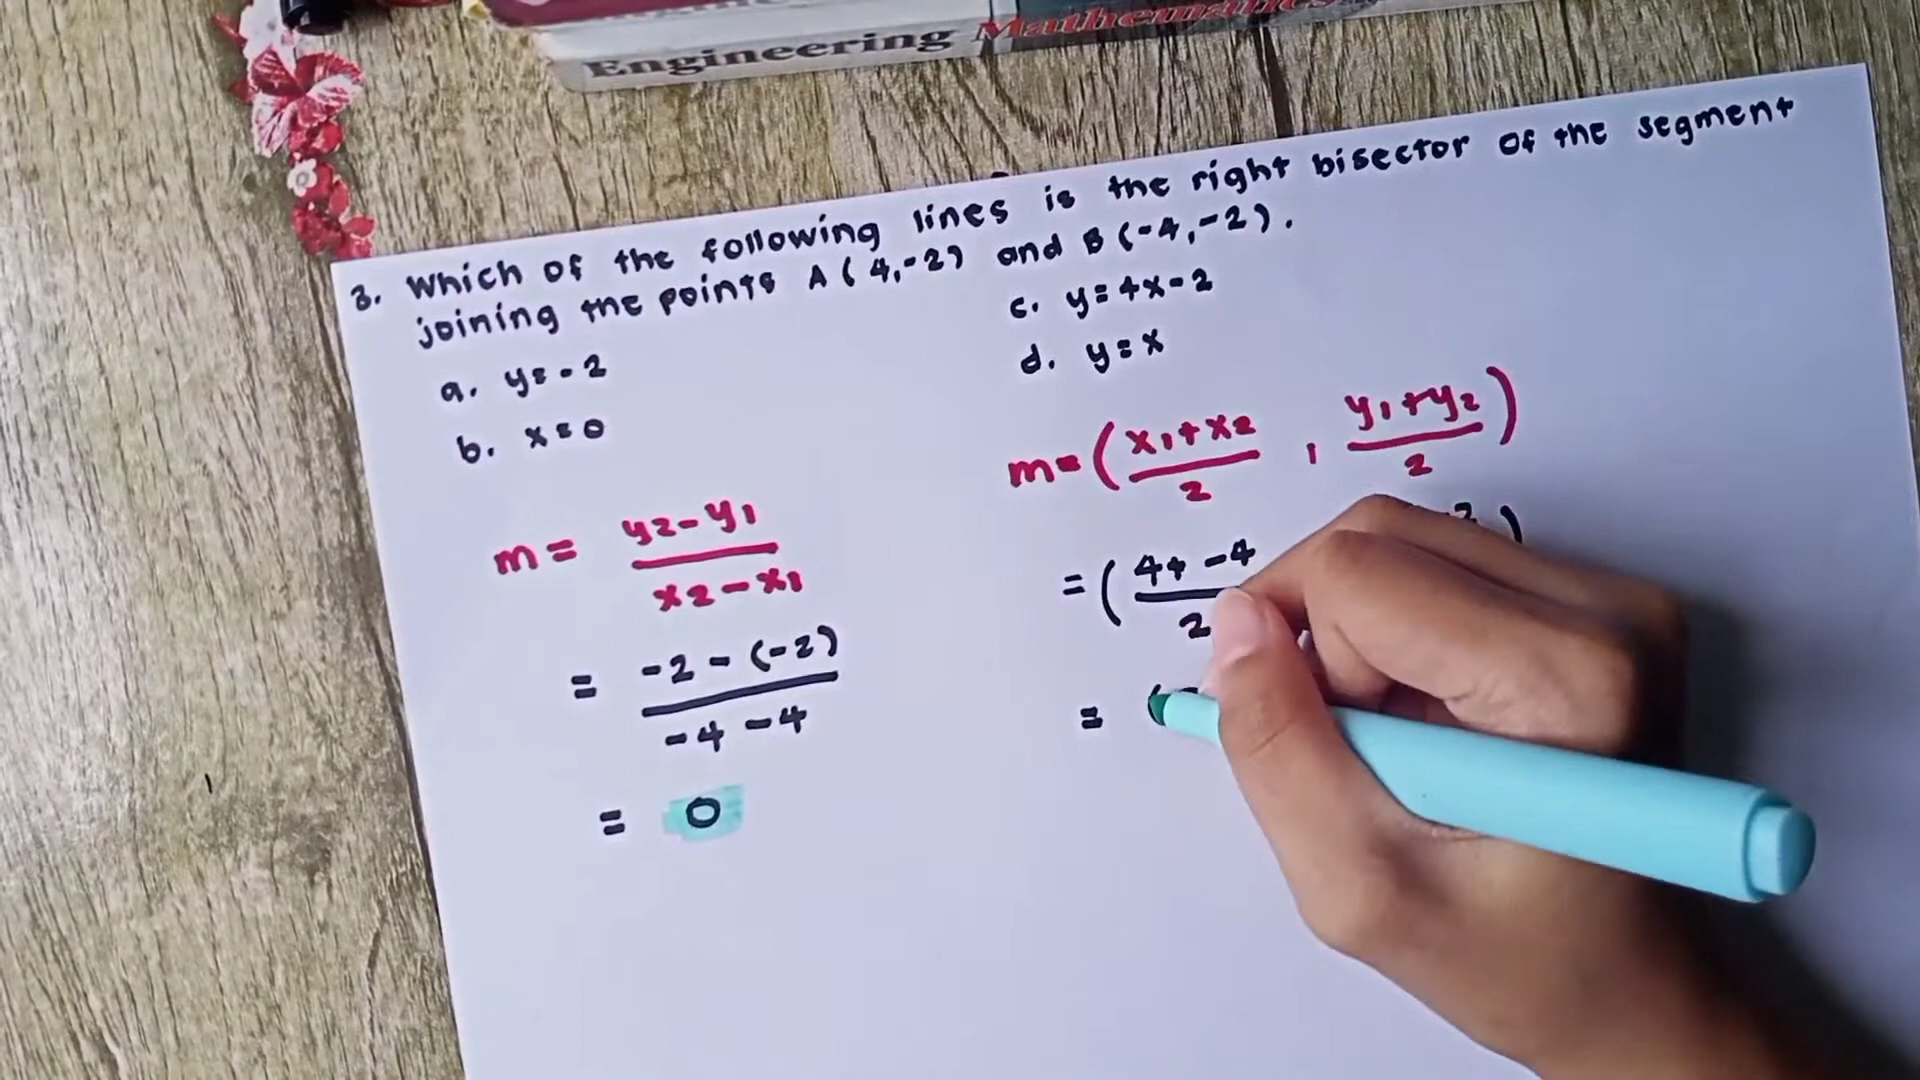 Engineering Mathematics
3. Which of the following lines is the right bisector of the segment
joining the points A (4,-2) and B (-4,-2).
a. y=-2
b. x=0
c. y=4x-2
d. y=x
m= y2-y1 / x2-x1
= -2-(-2) / -4-4
= 0
m=(x1+x2 / 2 , y1+y2 / 2)
=(4+-4 / 2 )
= (